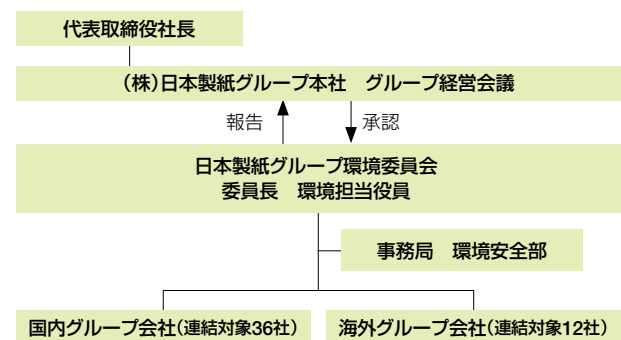 代表取締役社長
(株)日本製紙グループ本社　グループ経営会議
報告
承認
日本製紙グループ環境委員会
委員長　環境担当役員
事務局　環境安全部
国内グループ会社(連結対象36社)
海外グループ会社(連結対象12社)